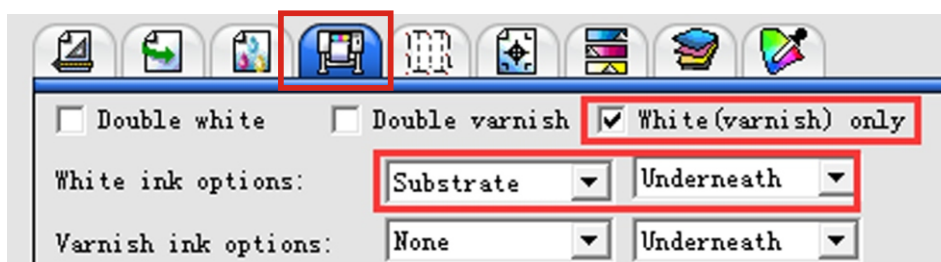 Double white Double varnish White(varnish) only
White ink options: Substrate Underneath
Varnish ink options: None Underneath